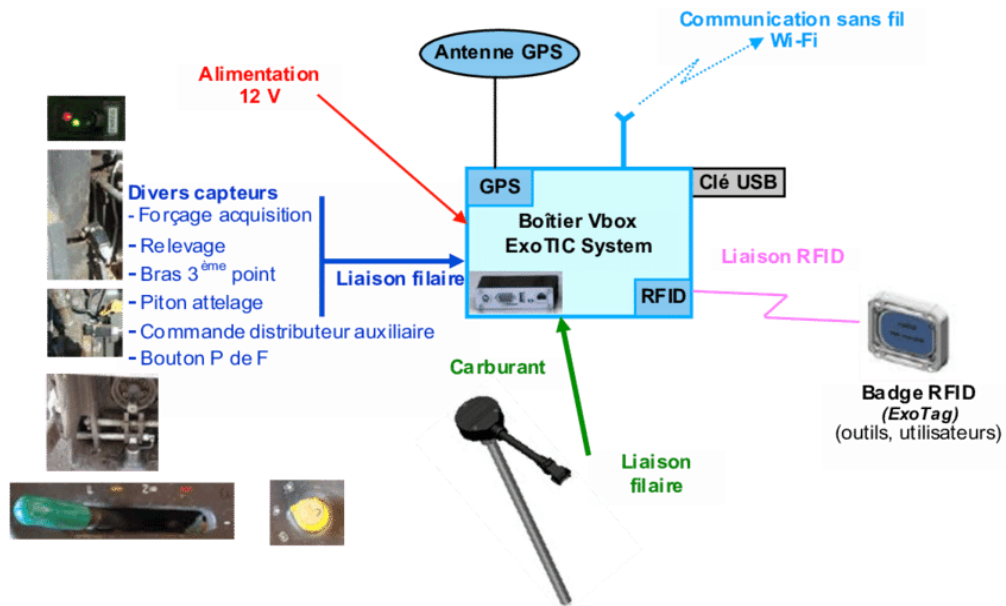 Communication sans fil
Wi-Fi
Antenne GPS
Alimentation
12 V
GPS
Clé USB
Boîtier Vbox
ExoTIC System
RFID
Divers capteurs
- Forçage acquisition
- Relevage
- Bras 3ème point
- Piton attelage
- Commande distributeur auxiliaire
- Bouton P de F
Liaison filaire
Liaison RFID
Carburant
Liaison
filaire
Badge RFID
(ExoTag)
(outils, utilisateurs)